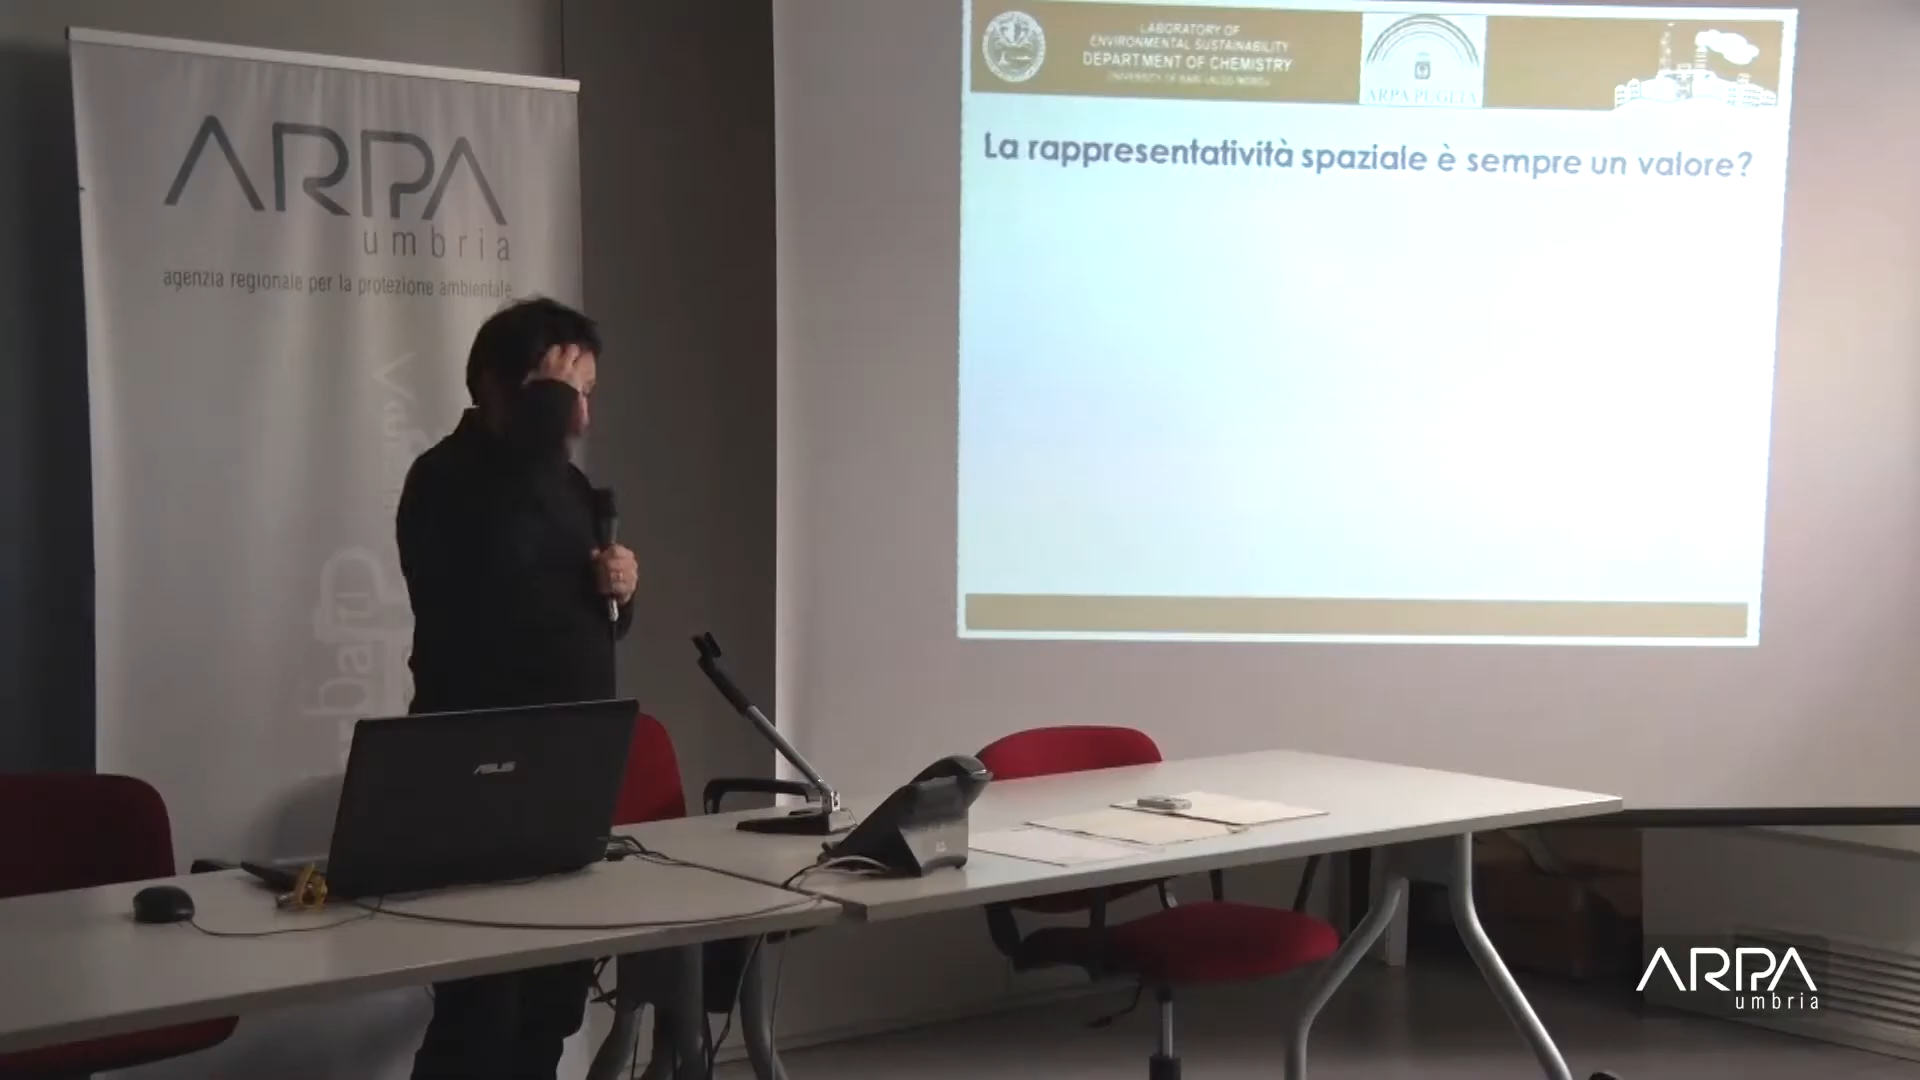 ARPA
umbria
agenzia regionale per la protezione ambientale
LABORATORY OF
ENVIRONMENTAL SUSTAINABILITY
DEPARTMENT OF CHEMISTRY
ARPA PUGLIA
La rappresentatività spaziale è sempre un valore?
ASUS
ARPA
umbria